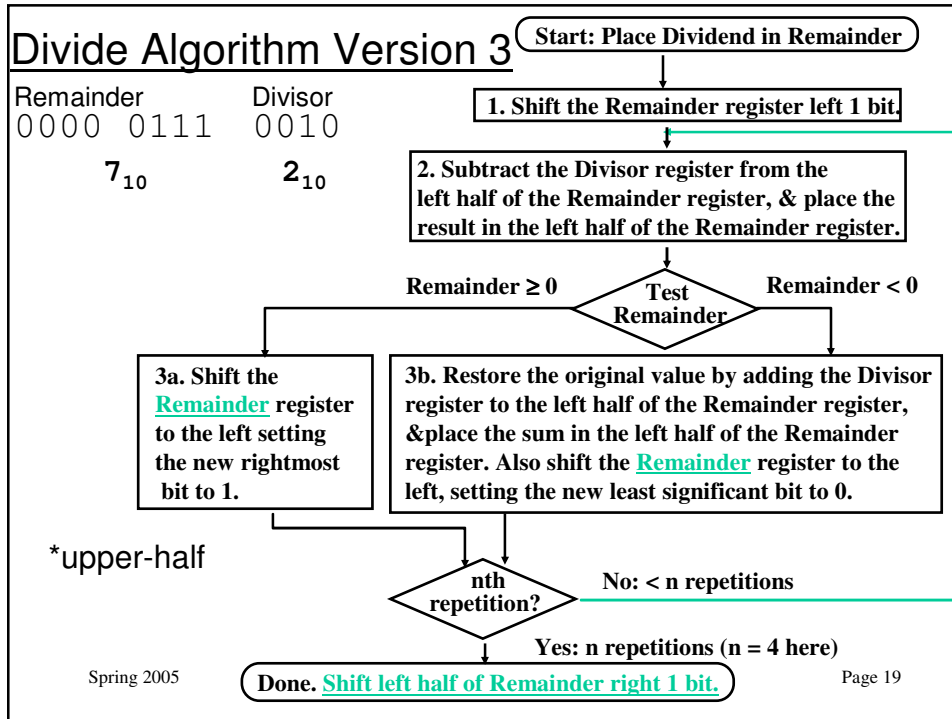 Divide Algorithm Version 3
Start: Place Dividend in Remainder
Remainder Divisor
0000 0111 0010
7₁₀ 2₁₀
1. Shift the Remainder register left 1 bit.
2. Subtract the Divisor register from the
left half of the Remainder register, & place the
result in the left half of the Remainder register.
Remainder ≥ 0
Test
Remainder
Remainder < 0
3a. Shift the
Remainder register
to the left setting
the new rightmost
bit to 1.
3b. Restore the original value by adding the Divisor
register to the left half of the Remainder register,
&place the sum in the left half of the Remainder
register. Also shift the Remainder register to the
left, setting the new least significant bit to 0.
*upper-half
nth
repetition?
No: < n repetitions
Yes: n repetitions (n = 4 here)
Done. Shift left half of Remainder right 1 bit.
Spring 2005
Page 19